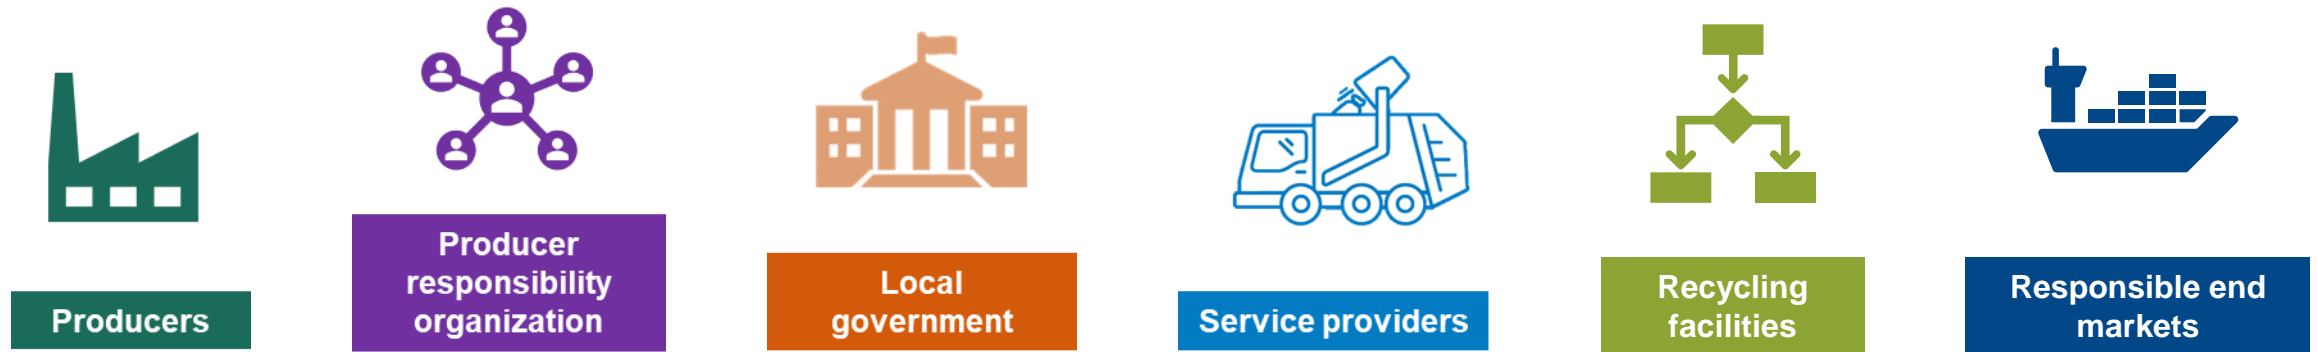 Producers
Producer
responsibility
organization
Local
government
Service providers
Recycling
facilities
Responsible end
markets